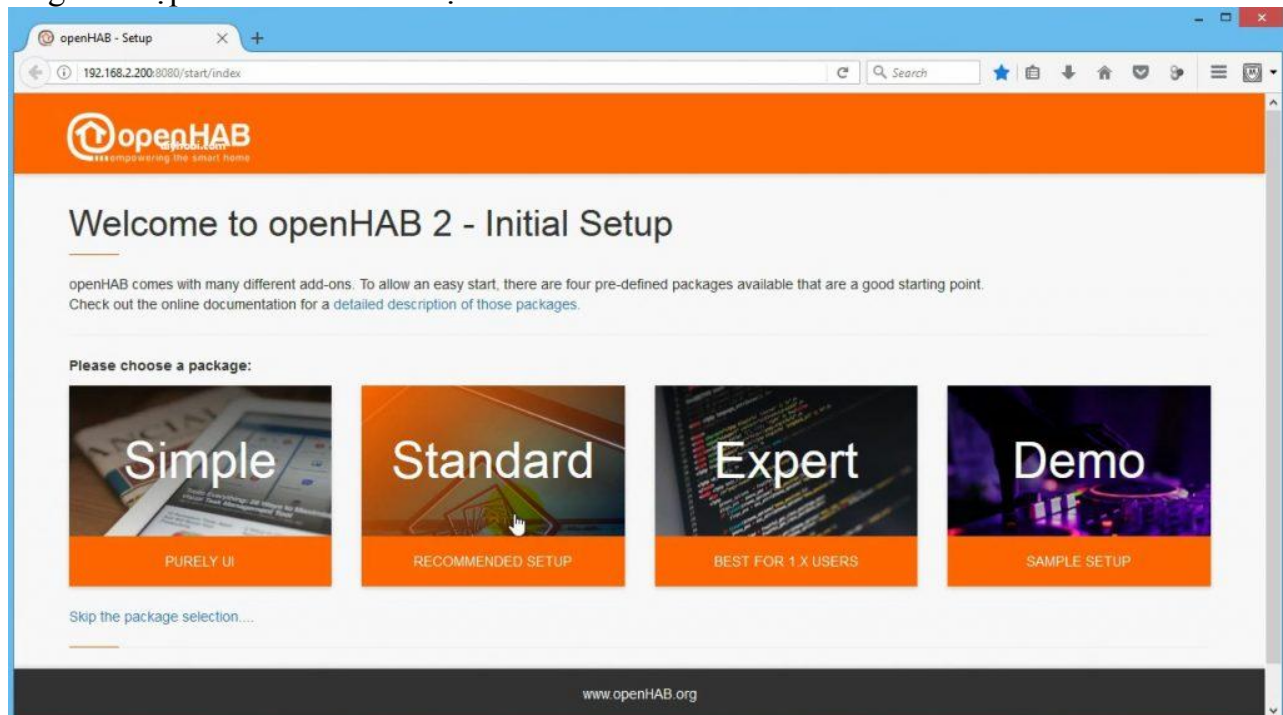 openHAB - Setup
192.168.2.200:8080/start/index
Search
openHAB
diyhobi.com
empowering the smart home
Welcome to openHAB 2 - Initial Setup
openHAB comes with many different add-ons. To allow an easy start, there are four pre-defined packages available that are a good starting point.
Check out the online documentation for a detailed description of those packages.
Please choose a package:
Simple
Standard
Expert
Demo
PURELY UI
RECOMMENDED SETUP
BEST FOR 1.X USERS
SAMPLE SETUP
Skip the package selection....
www.openHAB.org